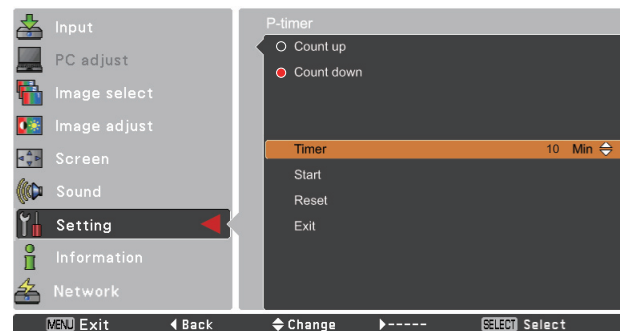 Input
PC adjust
Image select
Image adjust
Screen
Sound
Setting
Information
Network
P-timer
Count up
Count down
Timer 10 Min
Start
Reset
Exit
MENU Exit Back Change ----- SELECT Select